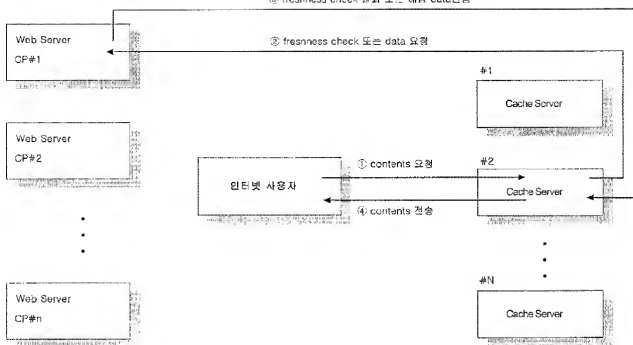 ③ freshness check 통과 또는 해당 data전송
Web Server
CP#1
② fresnness check 또는 data 요청
#1
Cache Server
Web Server
CP#2
① contents 요청
#2
인터넷 사용자
Cache Server
④ contents 전송
#N
Web Server
CP#n
Cache Server